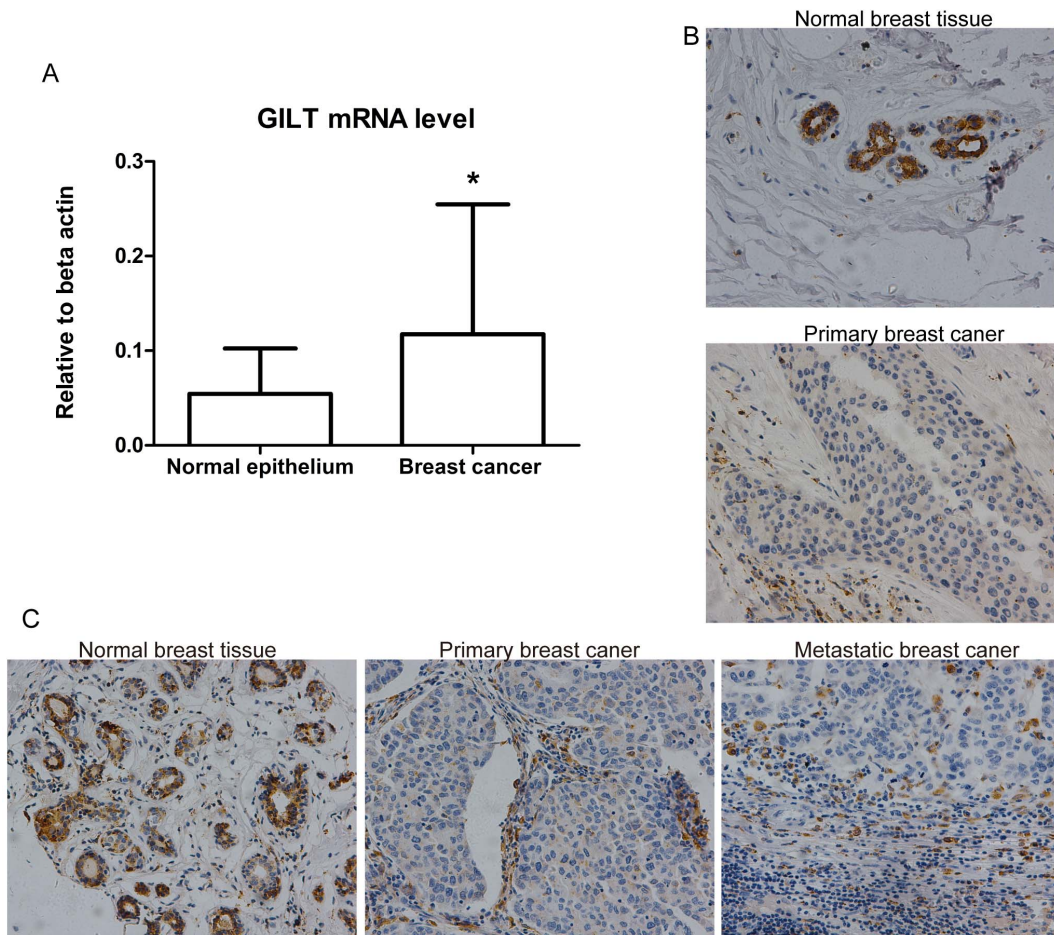 A
GILT mRNA level
Relative to beta actin
0.3
0.2
0.1
0.0
*
Normal epithelium
Breast cancer
B
Normal breast tissue
Primary breast caner
C
Normal breast tissue
Primary breast caner
Metastatic breast caner